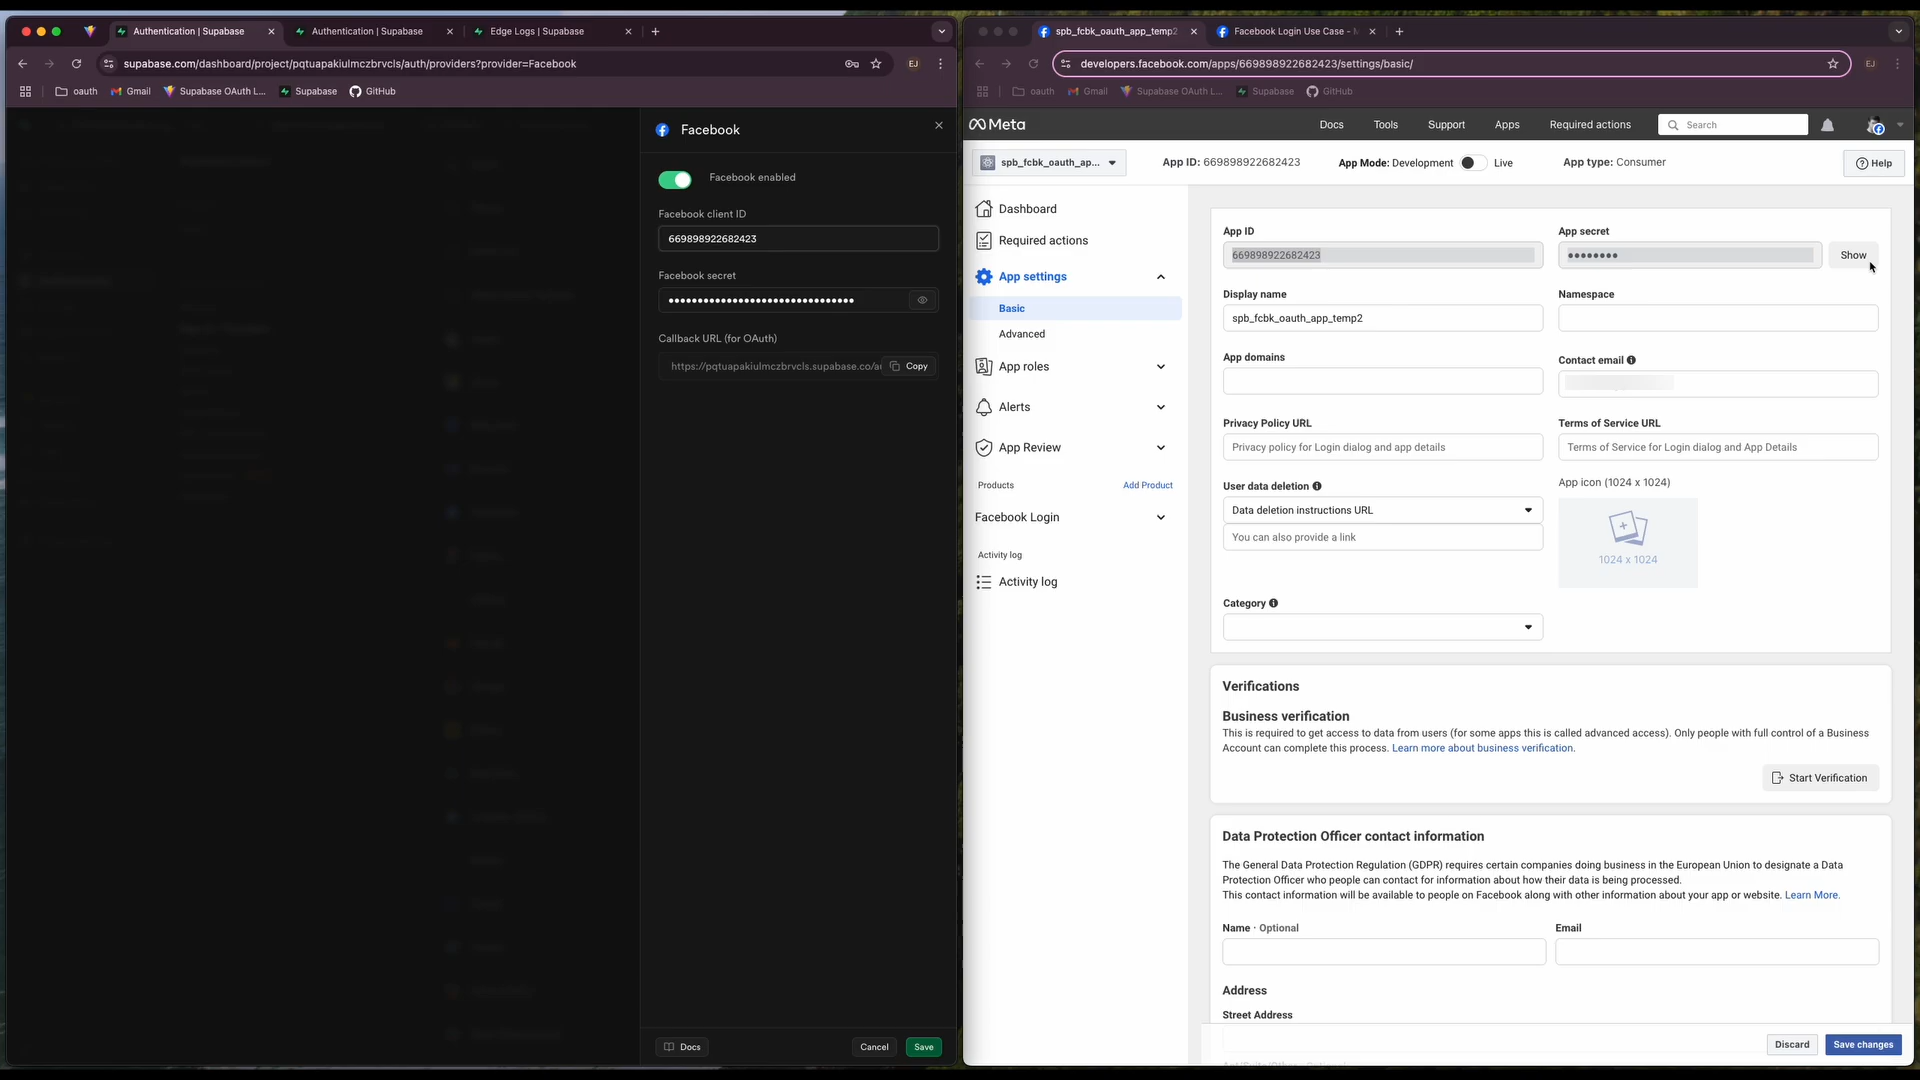 Authentication | Supabase
Authentication | Supabase
Edge Logs | Supabase
supabase.com/dashboard/project/pqtuapakiulmczbrvcls/auth/providers?provider=Facebook
EJ
oauth
Gmail
Supabase OAuth L...
Supabase
GitHub
Facebook
Facebook enabled
Facebook client ID
669898922682423
Facebook secret
••••••••••••••••••••••••••••••••
Callback URL (for OAuth)
https://pqtuapakiulmczbrvcls.supabase.co/au
Copy
Docs
Cancel
Save
spb_fcbk_oauth_app_temp2
Facebook Login Use Case - M
developers.facebook.com/apps/669898922682423/settings/basic/
EJ
oauth
Gmail
Supabase OAuth L...
Supabase
GitHub
Meta
Docs
Tools
Support
Apps
Required actions
Search
spb_fcbk_oauth_ap...
App ID: 669898922682423
App Mode: Development
Live
App type: Consumer
Help
Dashboard
Required actions
App settings
Basic
Advanced
App roles
Alerts
App Review
Products
Add Product
Facebook Login
Activity log
Activity log
App ID
669898922682423
App secret
••••••••
Show
Display name
spb_fcbk_oauth_app_temp2
Namespace
App domains
Contact email
Privacy Policy URL
Privacy policy for Login dialog and app details
Terms of Service URL
Terms of Service for Login dialog and App Details
User data deletion
Data deletion instructions URL
You can also provide a link
App icon (1024 x 1024)
1024 x 1024
Category
Verifications
Business verification
This is required to get access to data from users (for some apps this is called advanced access). Only people with full control of a Business
Account can complete this process. Learn more about business verification.
Start Verification
Data Protection Officer contact information
The General Data Protection Regulation (GDPR) requires certain companies doing business in the European Union to designate a Data
Protection Officer who people can contact for information about how their data is being processed.
This contact information will be available to people on Facebook along with other information about your app or website. Learn More.
Name · Optional
Email
Address
Street Address
Discard
Save changes